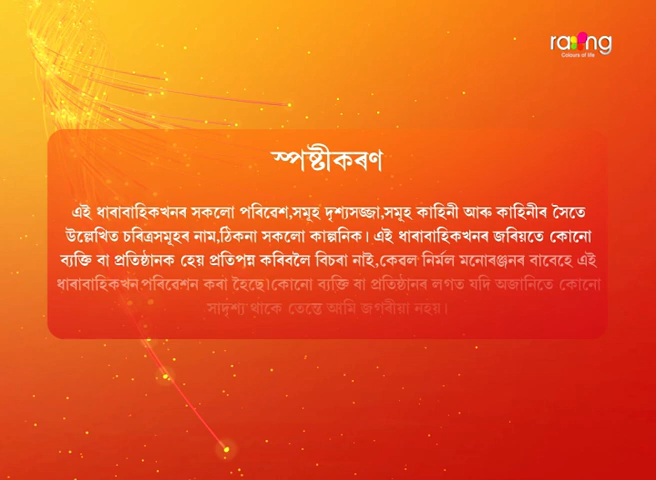 rang
Colours of life
স্পষ্টীকৰণ
এই ধাৰাবাহিকখনৰ সকলো পৰিৱেশ,সমূহ দৃশ্যসজ্জা,সমূহ কাহিনী আৰু কাহিনীৰ সৈতে
উল্লেখিত চৰিত্ৰসমূহৰ নাম,ঠিকনা সকলো কাল্পনিক। এই ধাৰাবাহিকখনৰ জৰিয়তে কোনো
ব্যক্তি বা প্ৰতিষ্ঠানক হেয় প্ৰতিপন্ন কৰিবলৈ বিচৰা নাই,কেৱল নিৰ্মল মনোৰঞ্জনৰ বাবেহে এই
ধাৰাবাহিকখন পৰিৱেশন কৰা হৈছে।কোনো ব্যক্তি বা প্ৰতিষ্ঠানৰ লগত যদি অজানিতে কোনো
সাদৃশ্য থাকে তেন্তে আমি জগৰীয়া নহয়।